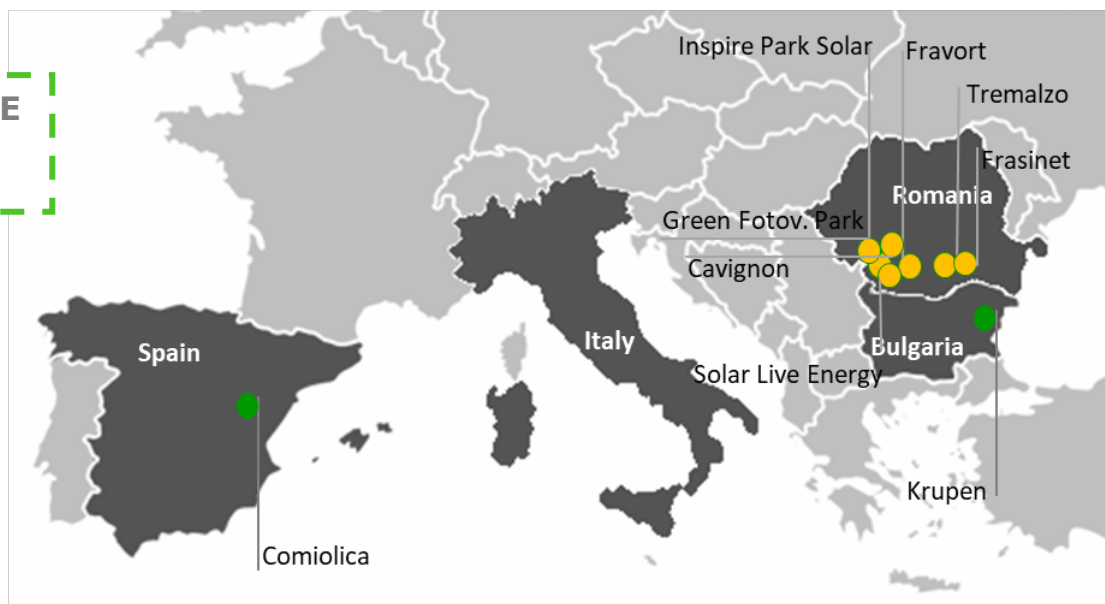 Inspire Park Solar
Fravort
Tremalzo
E
Frasinet
Romania
Green Fotov. Park
Cavignon
Italy
Spain
Bulgaria
Solar Live Energy
Krupen
Comiolica